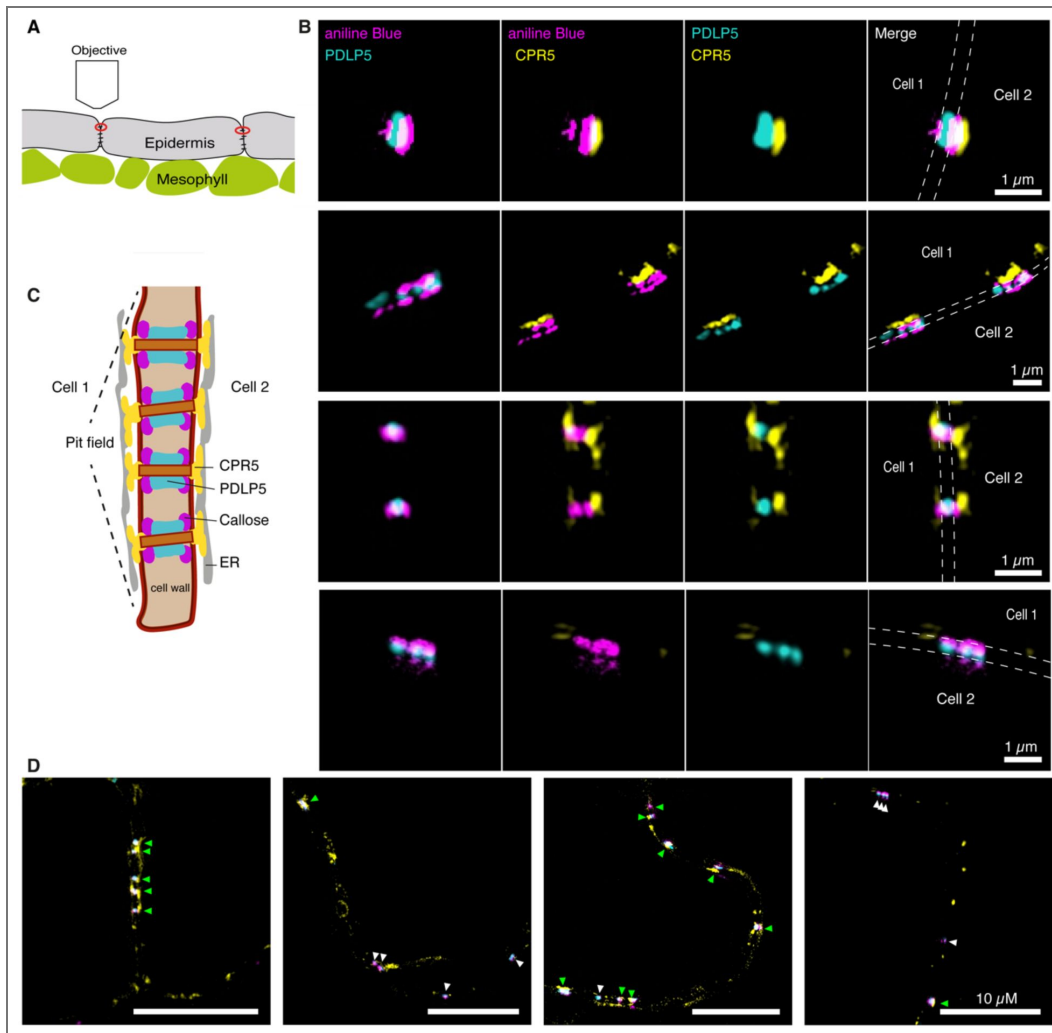 A
Objective
Epidermis
Mesophyll
B
aniline Blue
PDLP5
aniline Blue
CPR5
PDLP5
CPR5
Merge
Cell 1
Cell 2
1 µm
Cell 1
Cell 2
1 µm
Cell 1
Cell 2
1 µm
Cell 1
Cell 2
1 µm
C
Cell 1
Cell 2
Pit field
CPR5
PDLP5
Callose
ER
cell wall
D
10 µM